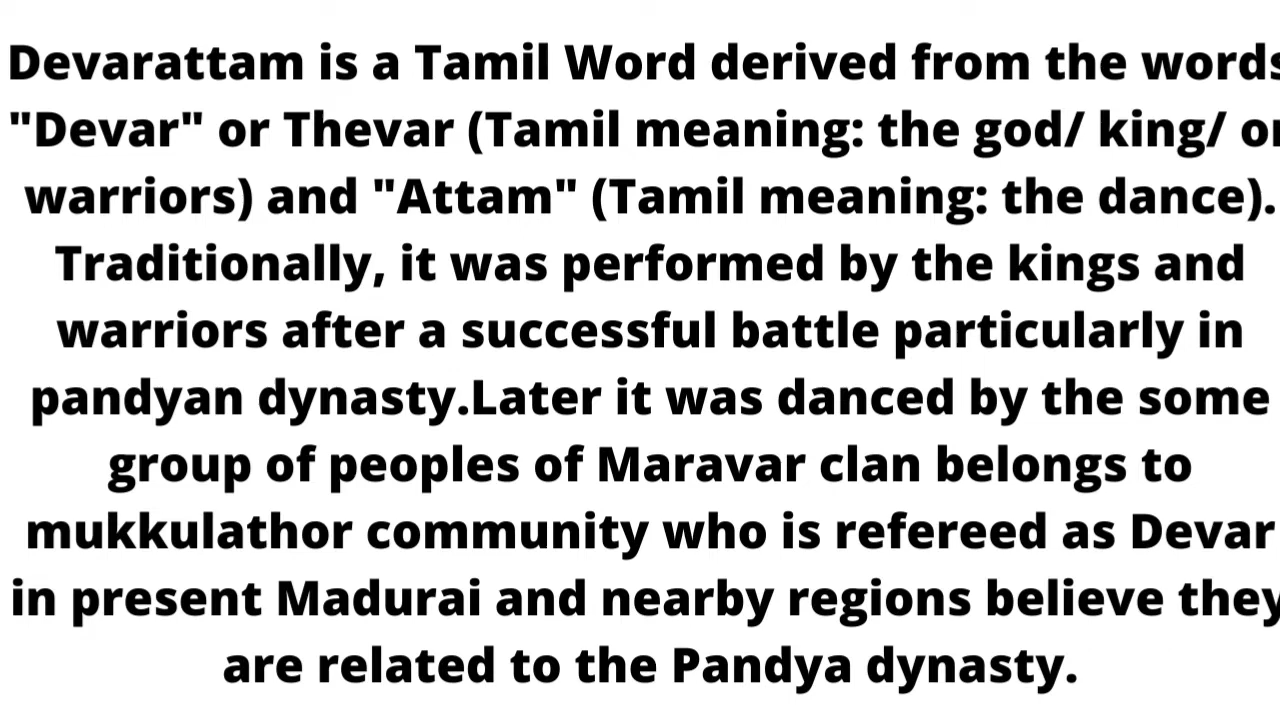 Devarattam is a Tamil Word derived from the words
"Devar" or Thevar (Tamil meaning: the god/ king/ or
warriors) and "Attam" (Tamil meaning: the dance).
Traditionally, it was performed by the kings and
warriors after a successful battle particularly in
pandyan dynasty.Later it was danced by the some
group of peoples of Maravar clan belongs to
mukkulathor community who is refereed as Devar
in present Madurai and nearby regions believe they
are related to the Pandya dynasty.